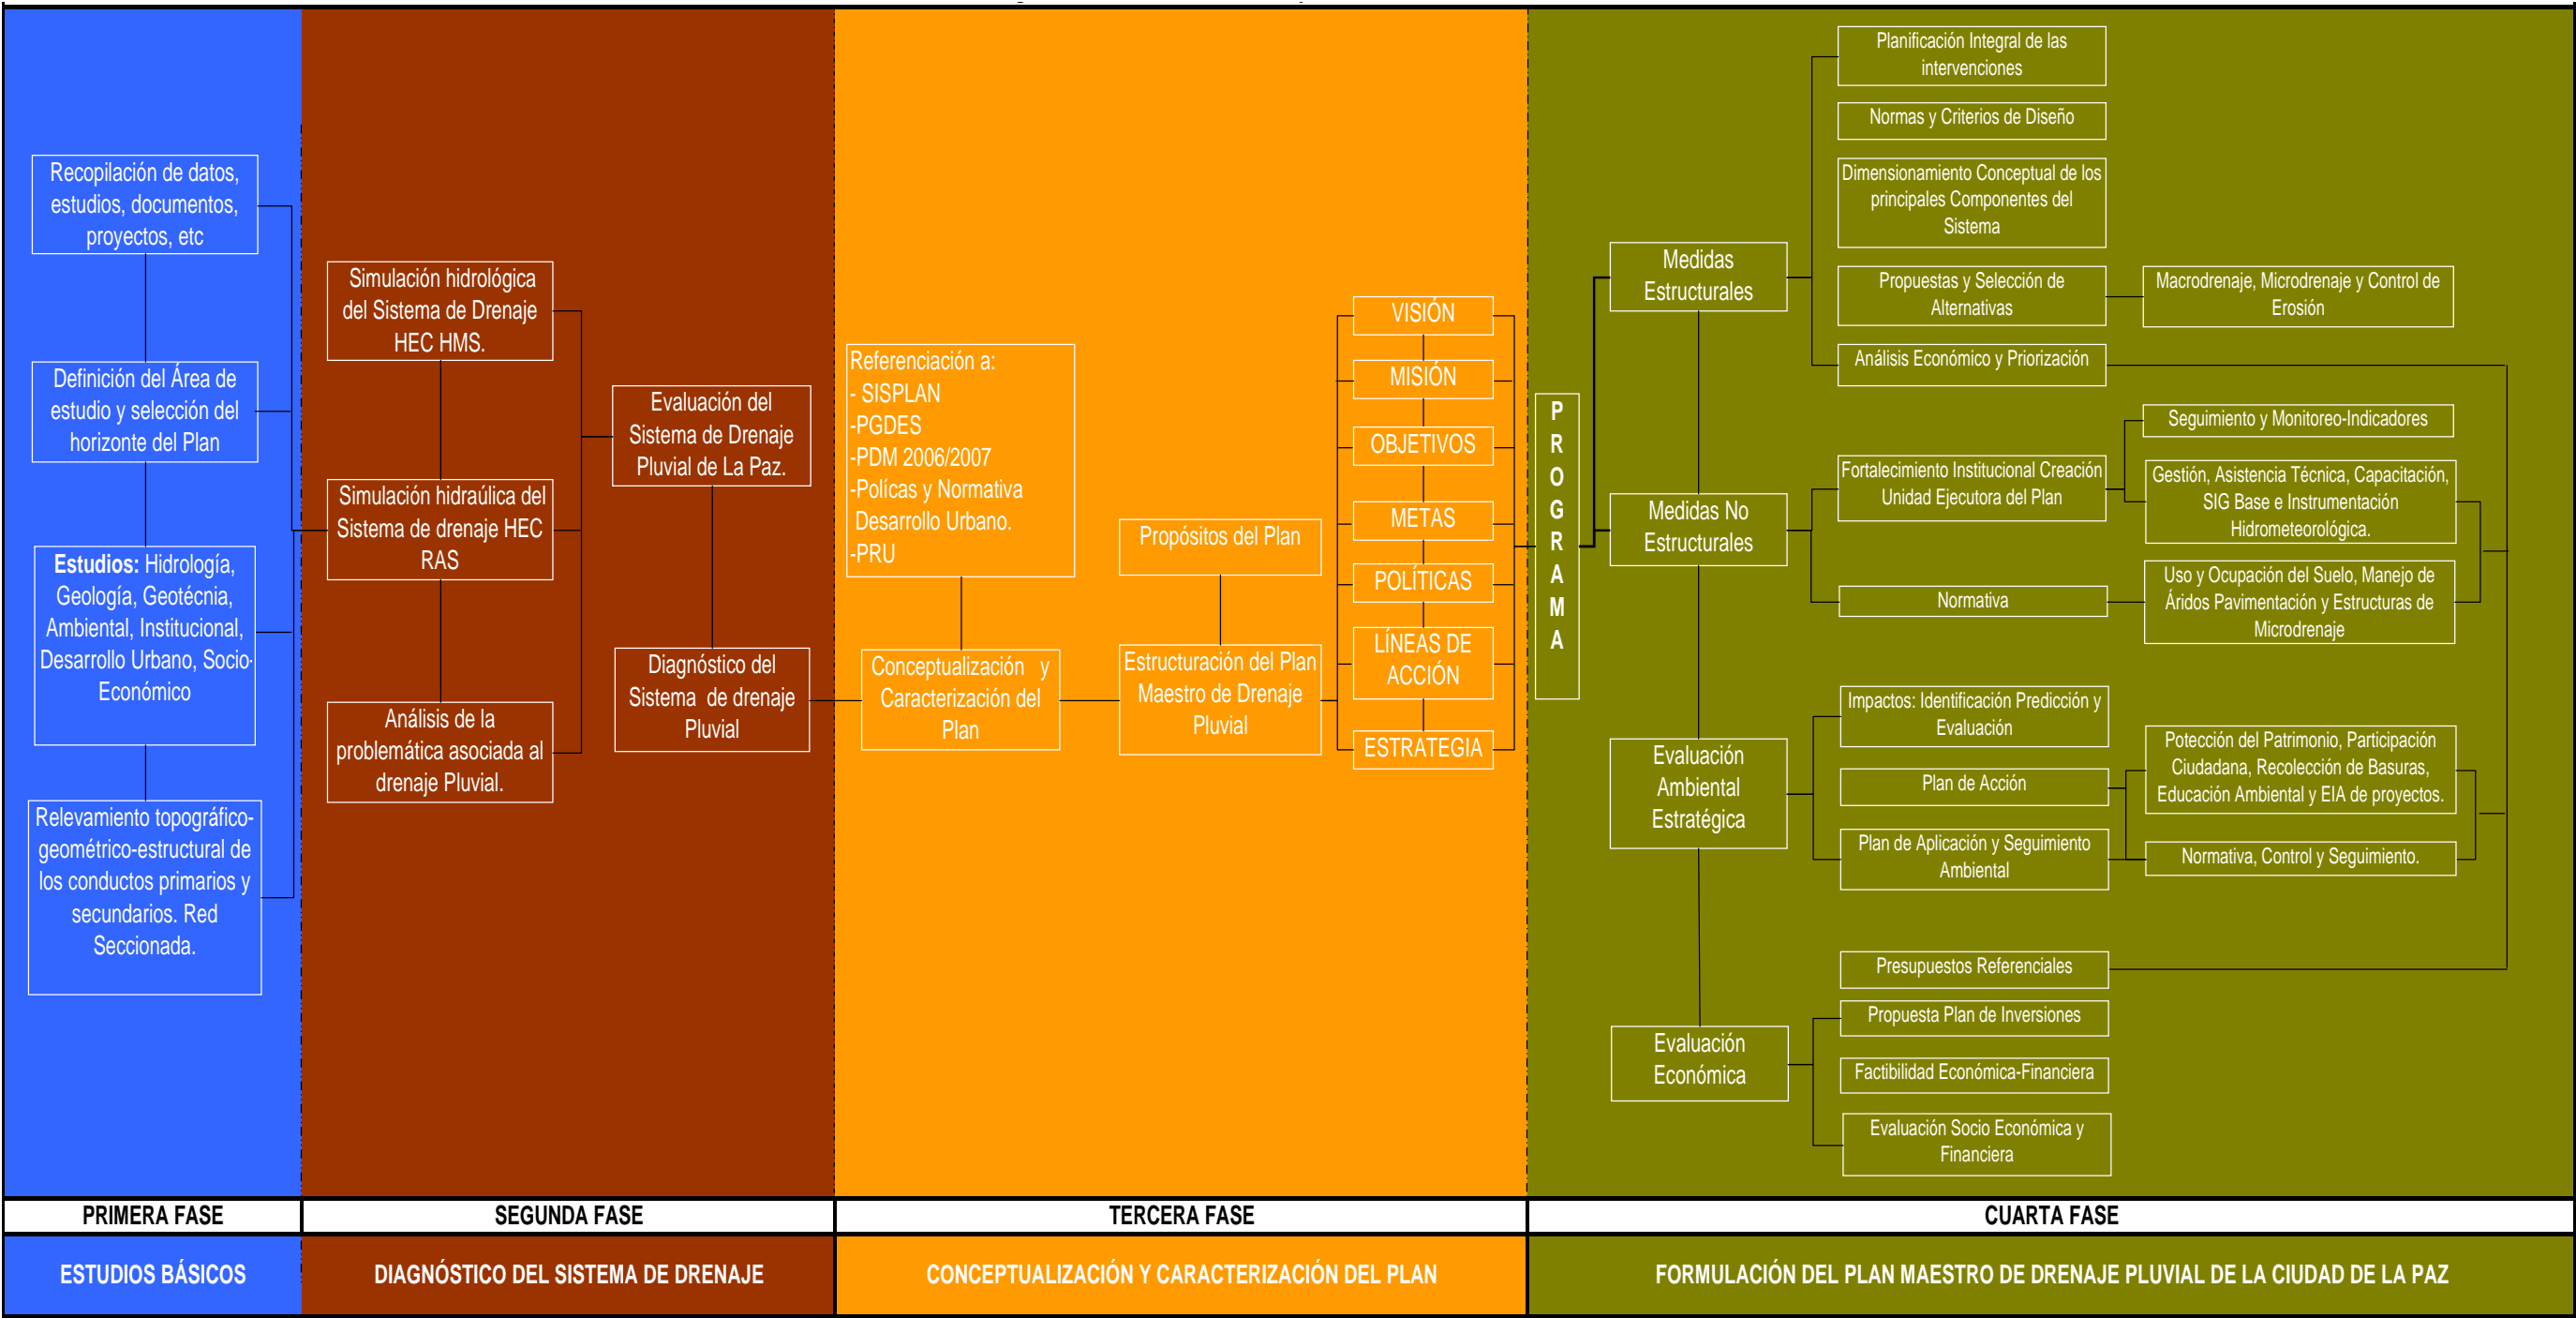 Recopilación de datos,
estudios, documentos,
proyectos, etc
Definición del Área de
estudio y selección del
horizonte del Plan
Estudios: Hidrología,
Geología, Geotécnia,
Ambiental, Institucional,
Desarrollo Urbano, Socio-
Económico
Relevamiento topográfico-
geométrico-estructural de
los conductos primarios y
secundarios. Red
Seccionada.
Simulación hidrológica
del Sistema de Drenaje
HEC HMS.
Simulación hidraúlica del
Sistema de drenaje HEC
RAS
Análisis de la
problemática asociada al
drenaje Pluvial.
Evaluación del
Sistema de Drenaje
Pluvial de La Paz.
Diagnóstico del
Sistema de drenaje
Pluvial
Referenciación a:
- SISPLAN
-PGDES
-PDM 2006/2007
-Polícas y Normativa
Desarrollo Urbano.
-PRU
Conceptualización y
Caracterización del
Plan
Propósitos del Plan
Estructuración del Plan
Maestro de Drenaje
Pluvial
VISIÓN
MISIÓN
OBJETIVOS
METAS
POLÍTICAS
LÍNEAS DE
ACCIÓN
ESTRATEGIA
P
R
O
G
R
A
M
A
Medidas
Estructurales
Medidas No
Estructurales
Evaluación
Ambiental
Estratégica
Evaluación
Económica
Planificación Integral de las
intervenciones
Normas y Criterios de Diseño
Dimensionamiento Conceptual de los
principales Componentes del
Sistema
Propuestas y Selección de
Alternativas
Análisis Económico y Priorización
Macrodrenaje, Microdrenaje y Control de
Erosión
Fortalecimiento Institucional Creación
Unidad Ejecutora del Plan
Normativa
Seguimiento y Monitoreo-Indicadores
Gestión, Asistencia Técnica, Capacitación,
SIG Base e Instrumentación
Hidrometeorológica.
Uso y Ocupación del Suelo, Manejo de
Áridos Pavimentación y Estructuras de
Microdrenaje
Impactos: Identificación Predicción y
Evaluación
Plan de Acción
Plan de Aplicación y Seguimiento
Ambiental
Potección del Patrimonio, Participación
Ciudadana, Recolección de Basuras,
Educación Ambiental y EIA de proyectos.
Normativa, Control y Seguimiento.
Presupuestos Referenciales
Propuesta Plan de Inversiones
Factibilidad Económica-Financiera
Evaluación Socio Económica y
Financiera
PRIMERA FASE
SEGUNDA FASE
TERCERA FASE
CUARTA FASE
ESTUDIOS BÁSICOS
DIAGNÓSTICO DEL SISTEMA DE DRENAJE
CONCEPTUALIZACIÓN Y CARACTERIZACIÓN DEL PLAN
FORMULACIÓN DEL PLAN MAESTRO DE DRENAJE PLUVIAL DE LA CIUDAD DE LA PAZ